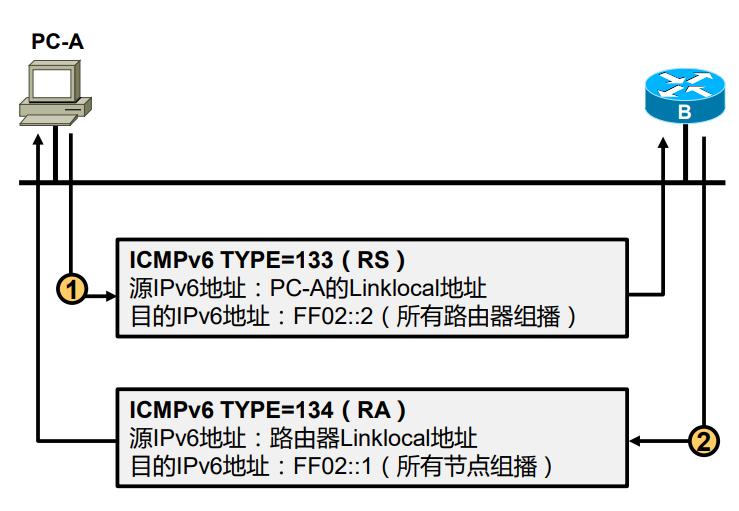 PC-A
B
1
ICMPv6 TYPE=133（RS）
源IPv6地址：PC-A的Linklocal地址
目的IPv6地址：FF02::2（所有路由器组播）
ICMPv6 TYPE=134（RA）
源IPv6地址：路由器Linklocal地址
目的IPv6地址：FF02::1（所有节点组播）
2